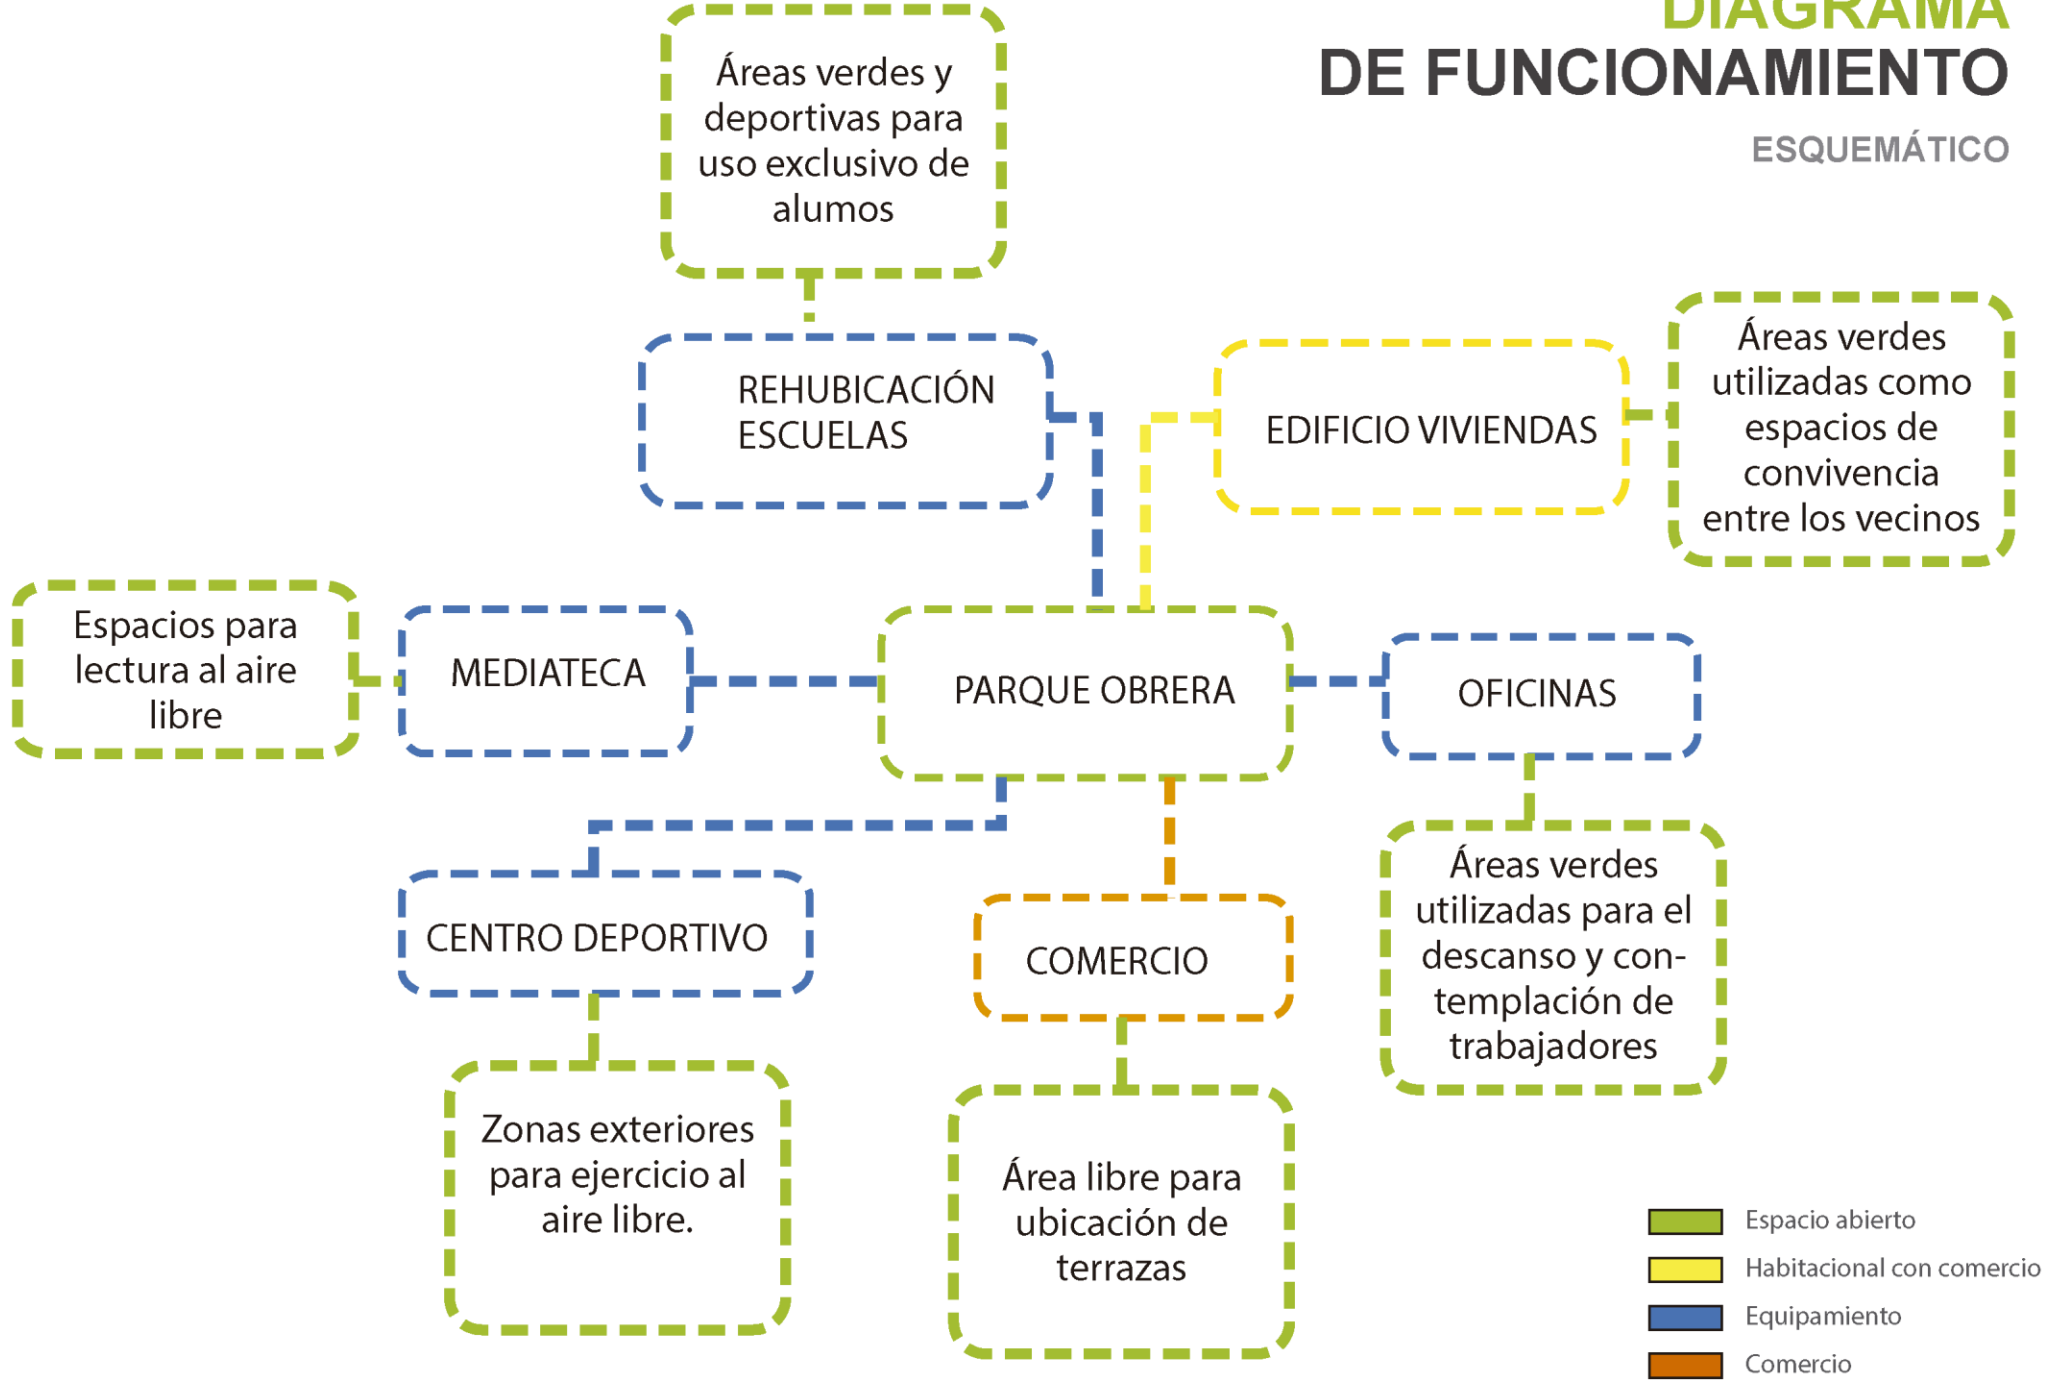 DIAGRAMA
DE FUNCIONAMIENTO
ESQUEMÁTICO
Áreas verdes y
deportivas para
uso exclusivo de
alumos
REHUBICACIÓN
ESCUELAS
EDIFICIO VIVIENDAS
Áreas verdes
utilizadas como
espacios de
convivencia
entre los vecinos
Espacios para
lectura al aire
libre
MEDIATECA
PARQUE OBRERA
OFICINAS
Áreas verdes
utilizadas para el
descanso y con-
templación de
trabajadores
CENTRO DEPORTIVO
COMERCIO
Zonas exteriores
para ejercicio al
aire libre.
Área libre para
ubicación de
terrazas
Espacio abierto
Habitacional con comercio
Equipamiento
Comercio